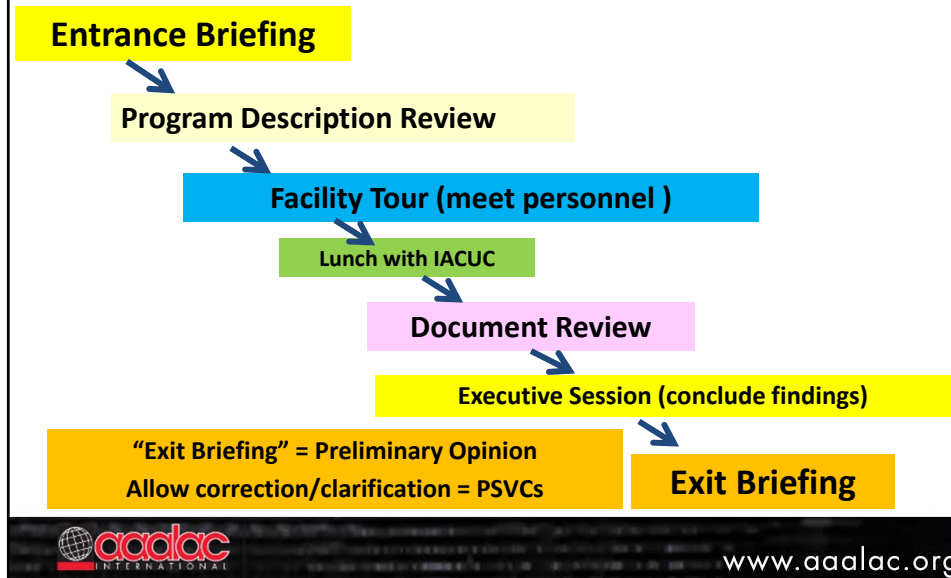 Entrance Briefing
Program Description Review
Facility Tour (meet personnel )
Lunch with IACUC
Document Review
Executive Session (conclude findings)
“Exit Briefing” = Preliminary Opinion
Allow correction/clarification = PSVCs
Exit Briefing
aaalac
INTERNATIONAL
www.aaalac.org